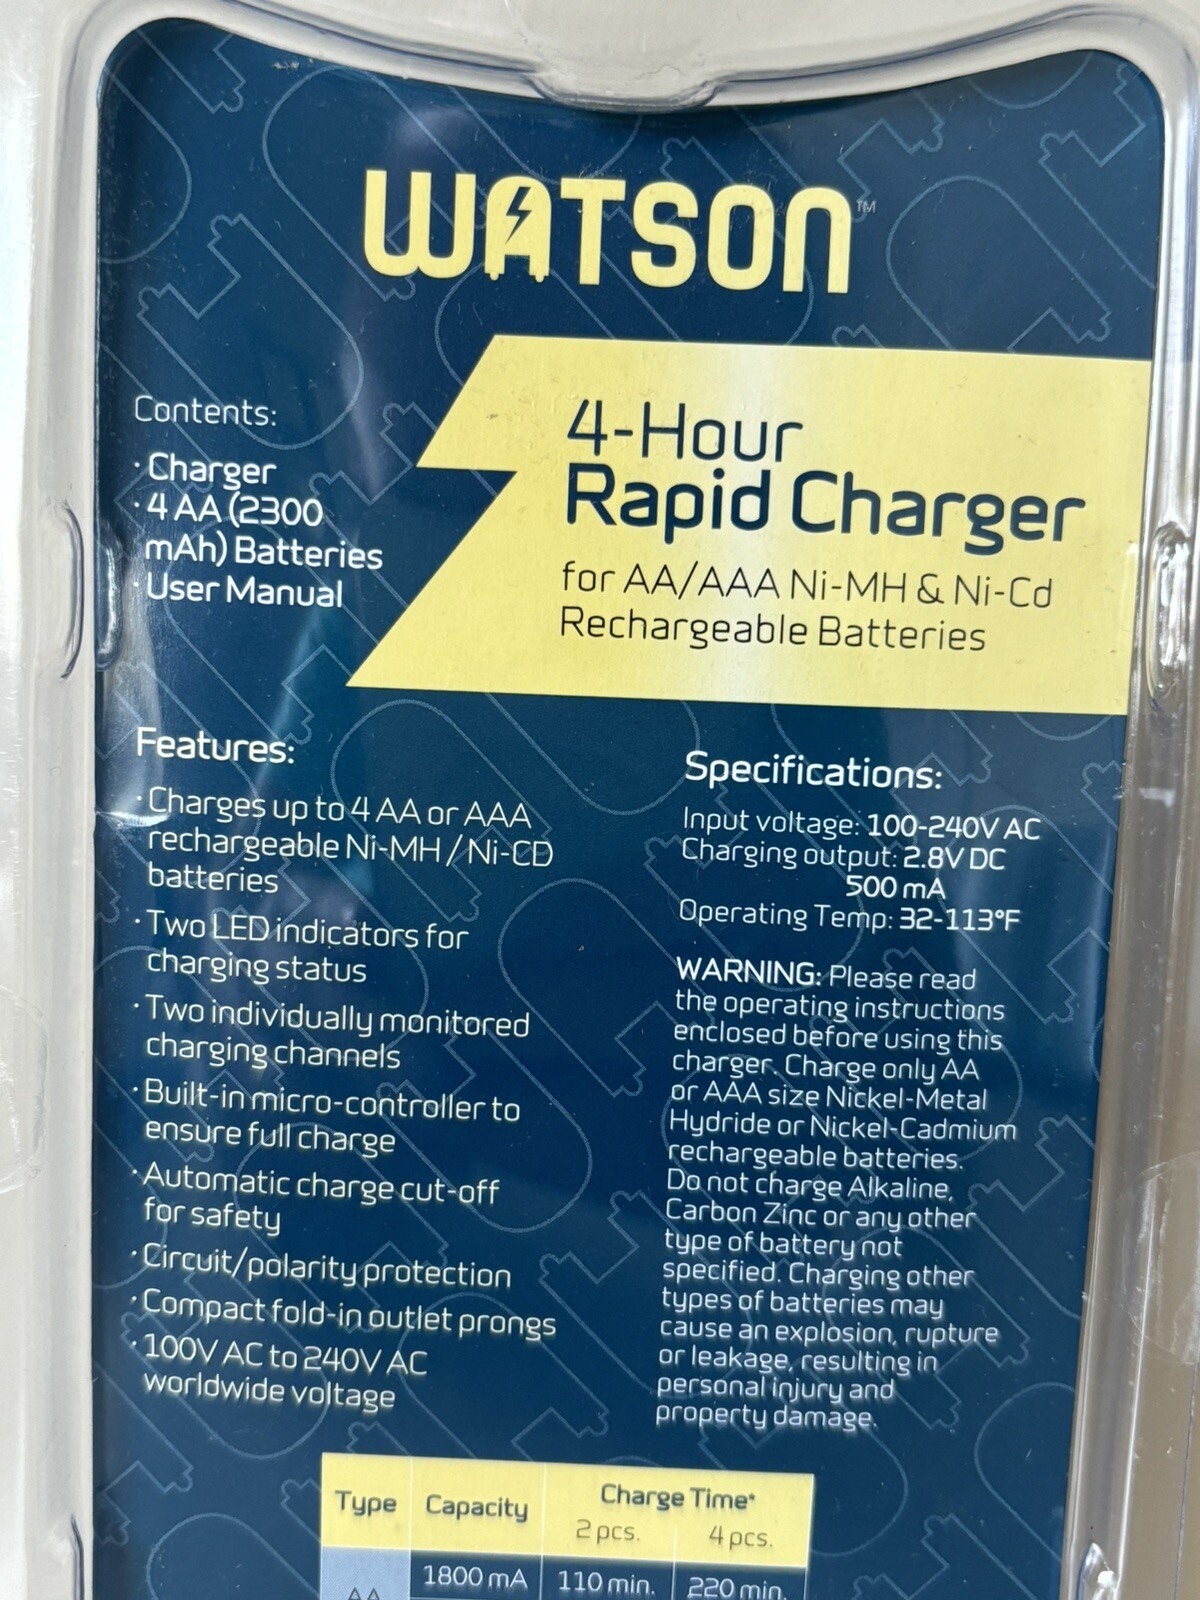 WATSON™
4-Hour
Rapid Charger
for AA/AAA Ni-MH & Ni-Cd
Rechargeable Batteries
Contents:
· Charger
· 4 AA (2300
mAh) Batteries
· User Manual
Features:
· Charges up to 4 AA or AAA
rechargeable Ni-MH / Ni-CD
batteries
· Two LED indicators for
charging status
· Two individually monitored
charging channels
· Built-in micro-controller to
ensure full charge
· Automatic charge cut-off
for safety
· Circuit/polarity protection
· Compact fold-in outlet prongs
· 100V AC to 240V AC
worldwide voltage
Specifications:
Input voltage: 100-240V AC
Charging output: 2.8V DC
500 mA
Operating Temp: 32-113°F
WARNING: Please read
the operating instructions
enclosed before using this
charger. Charge only AA
or AAA size Nickel-Metal
Hydride or Nickel-Cadmium
rechargeable batteries.
Do not charge Alkaline,
Carbon Zinc or any other
type of battery not
specified. Charging other
types of batteries may
cause an explosion, rupture
or leakage, resulting in
personal injury and
property damage.
Type Capacity Charge Time*
2 pcs. 4 pcs.
AA 1800 mA 110 min. 220 min.